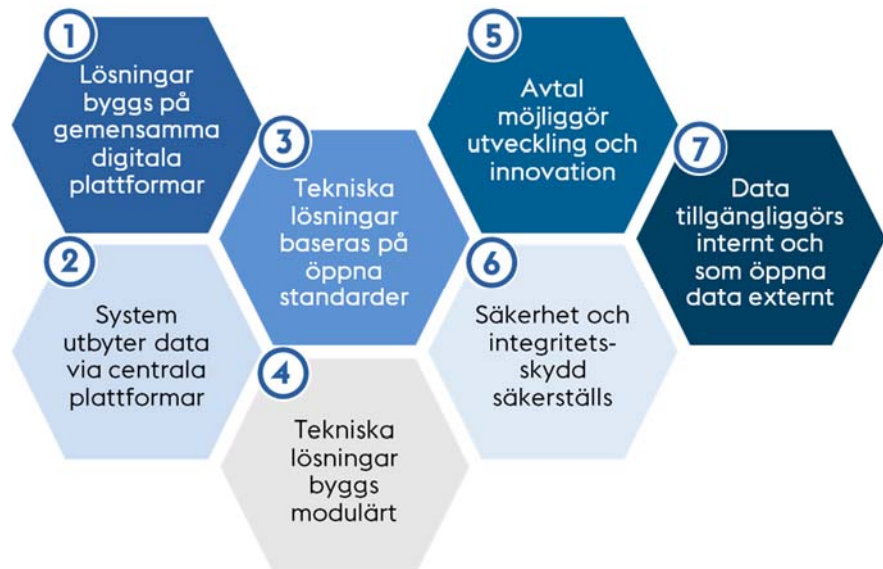 1
Lösningar
byggs på
gemensamma
digitala
plattformar
2
System
utbyter data
via centrala
plattformar
3
Tekniska
lösningar
baseras på
öppna
standarder
4
Tekniska
lösningar
byggs
modulärt
5
Avtal
möjliggör
utveckling och
innovation
6
Säkerhet och
integritets-
skydd
säkerställs
7
Data
tillgängliggörs
internt och
som öppna
data externt